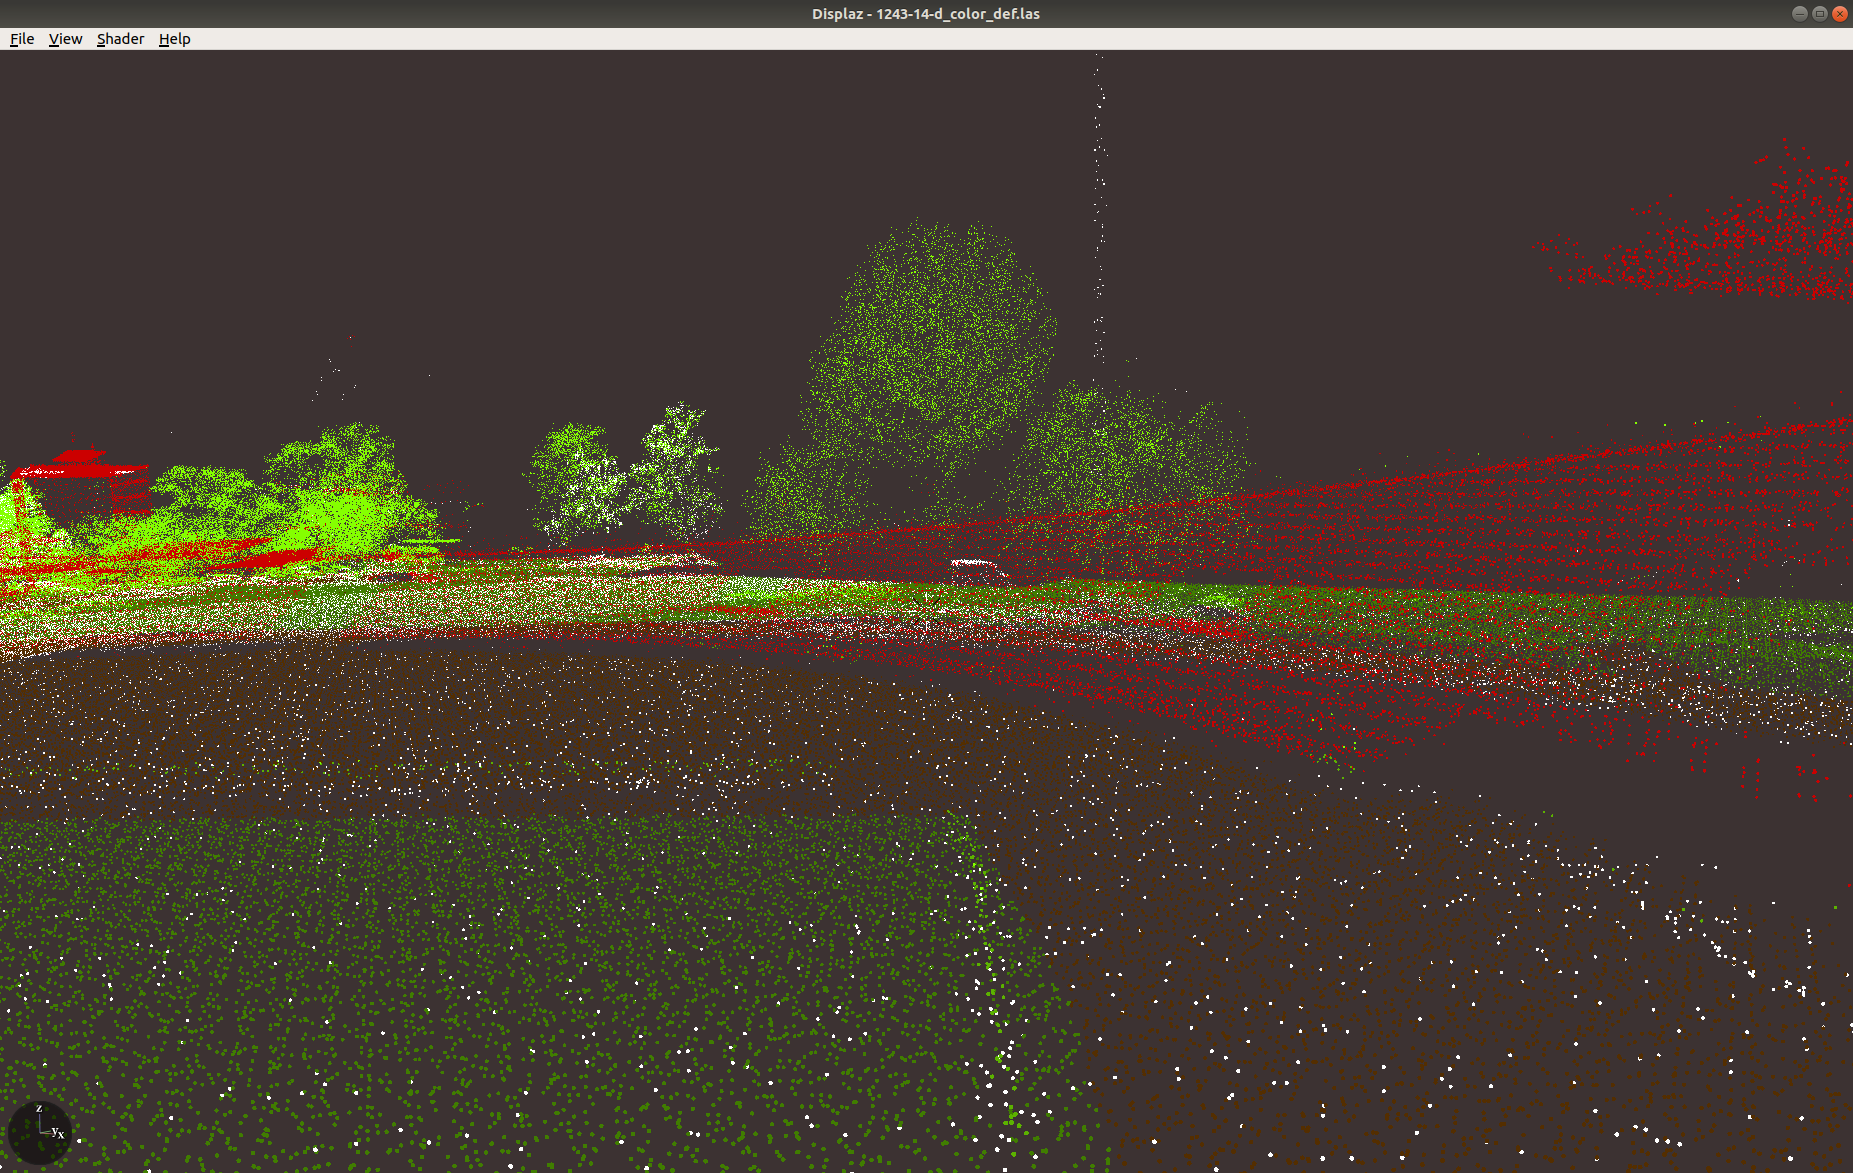 Displaz - 1243-14-d_color_def.las
File View Shader Help
z
y x